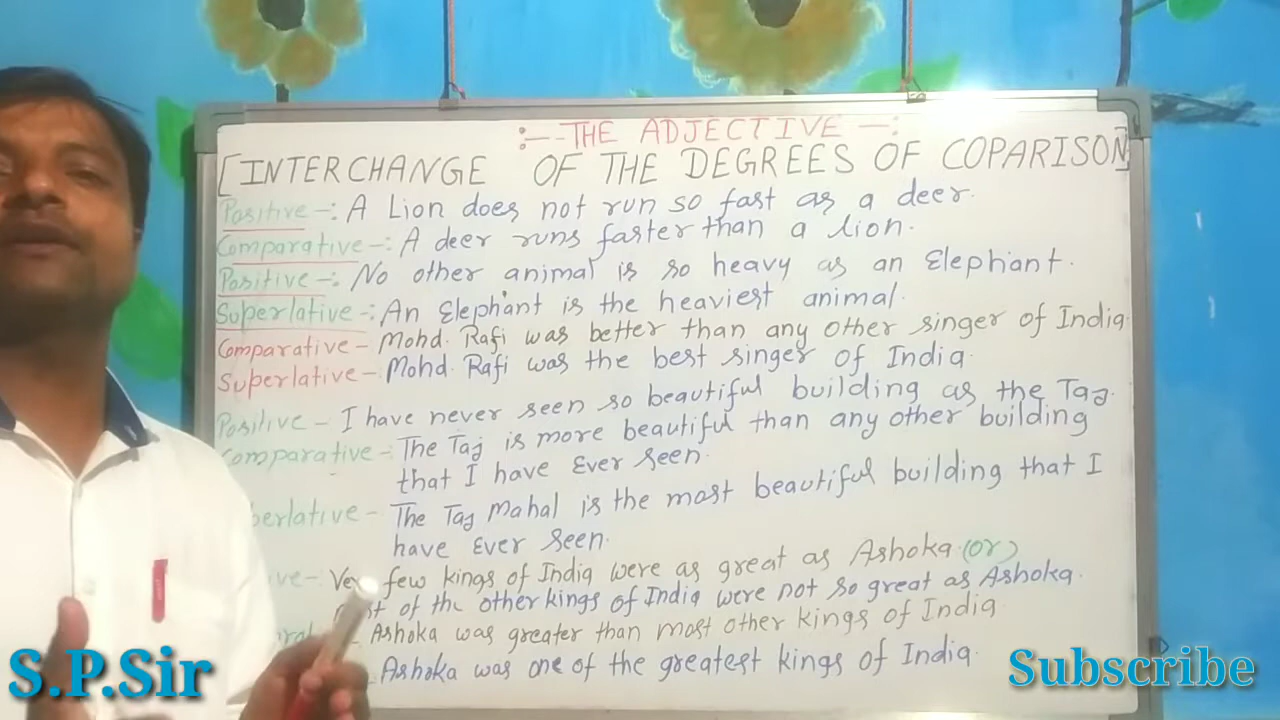 :—-THE ADJECTIVE—:
[INTERCHANGE OF THE DEGREES OF COPARISON]
Positive-: A Lion does not run so fast as a deer.
Comparative-: A deer runs faster than a lion.
Positive-: No other animal is so heavy as an Elephant.
Superlative-: An Elephant is the heaviest animal.
Comparative- Mohd. Rafi was better than any other singer of India.
Superlative- Mohd. Rafi was the best singer of India.
Positive- I have never seen so beautiful building as the Taj.
Comparative-: The Taj is more beautiful than any other building
that I have Ever seen.
perlative- The Taj Mahal is the most beautiful building that I
have Ever seen.
ive-: Ve few kings of India were as great as Ashoka.(or)
of the other kings of India were not so great as Ashoka.
- Ashoka was greater than most other kings of India
Ashoka was one of the greatest kings of India.
S.P.Sir
Subscribe